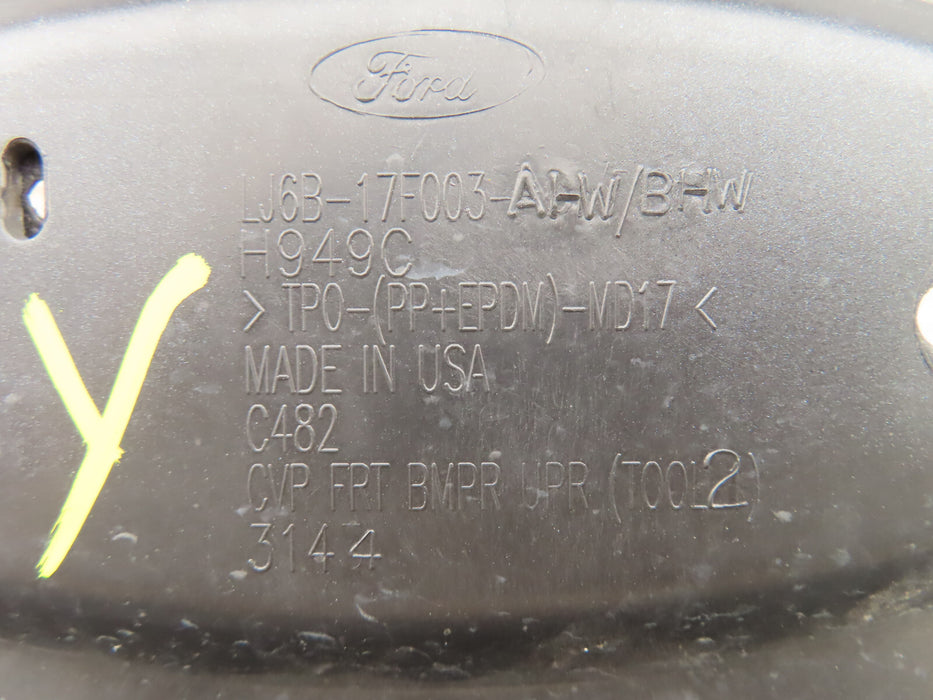 Ford
LJ6B-17F003-AHW/BHW
H949C
>TPO-(PP+EPDM)-MD17<
MADE IN USA
C482
CVP FRT BMPR UPR (TOOL2)
3144
Y